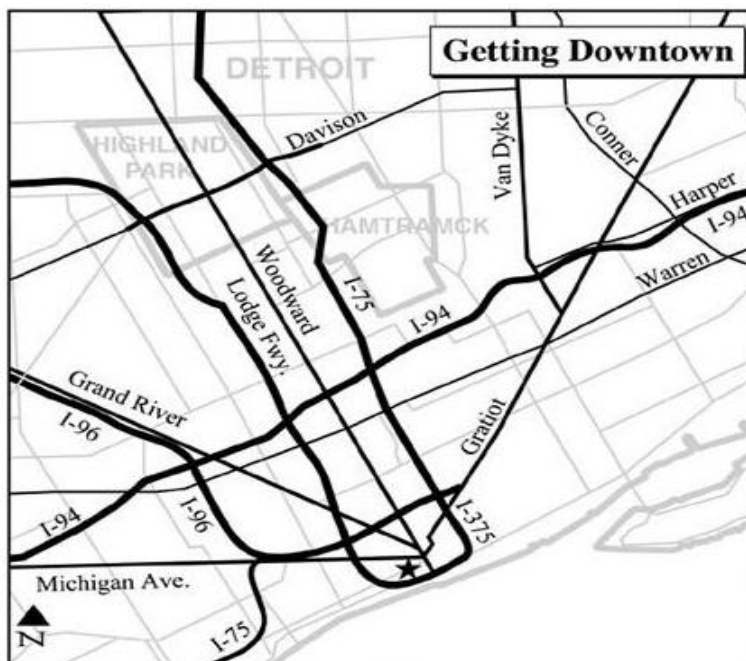 Getting Downtown
DETROIT
HIGHLAND
PARK
Davison
Van Dyke
Conner
Harper
I-94
HAMTRAMCK
Woodward
I-75
Lodge Fwy.
I-94
Warren
Grand River
I-96
Gratiot
I-94
I-96
I-375
Michigan Ave.
I-75
N